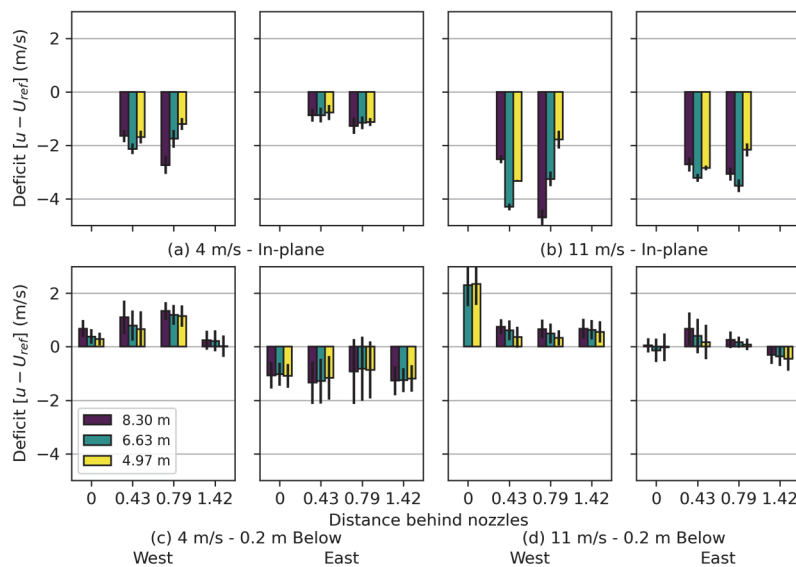 Deficit [u − U_ref] (m/s)
2
0
−2
−4
(a) 4 m/s - In-plane
(b) 11 m/s - In-plane
Deficit [u − U_ref] (m/s)
2
0
−2
−4
8.30 m
6.63 m
4.97 m
0 0.43 0.79 1.42 0 0.43 0.79 1.42 0 0.43 0.79 1.42 0 0.43 0.79 1.42
Distance behind nozzles
(c) 4 m/s - 0.2 m Below
(d) 11 m/s - 0.2 m Below
West East West East